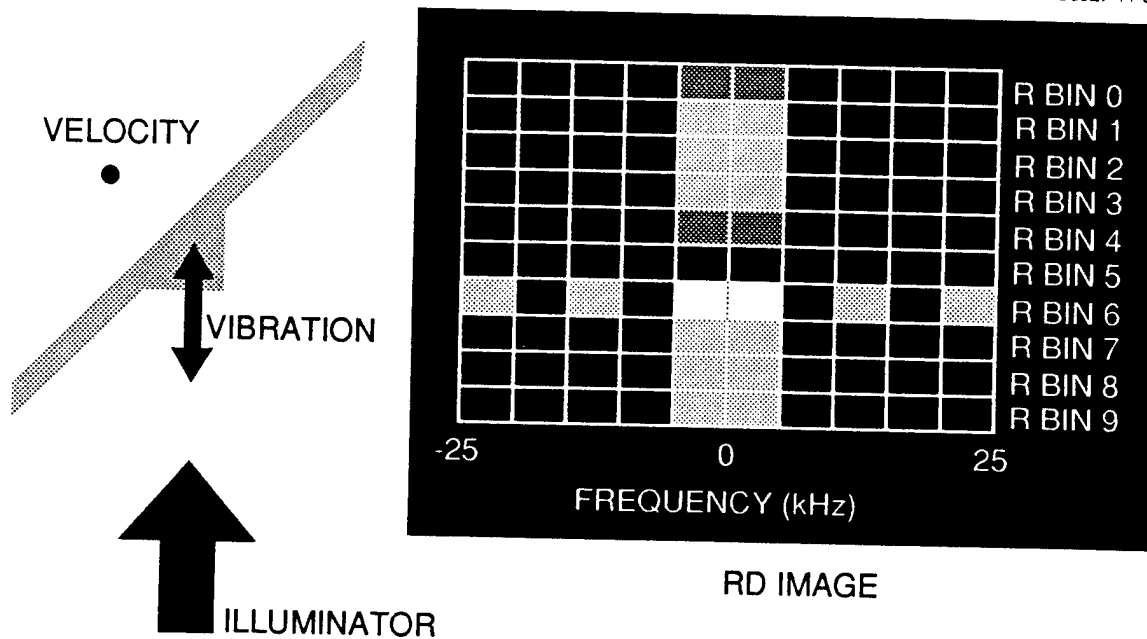 VELOCITY
VIBRATION
ILLUMINATOR
R BIN 0
R BIN 1
R BIN 2
R BIN 3
R BIN 4
R BIN 5
R BIN 6
R BIN 7
R BIN 8
R BIN 9
-25 0 25
FREQUENCY (kHz)
RD IMAGE